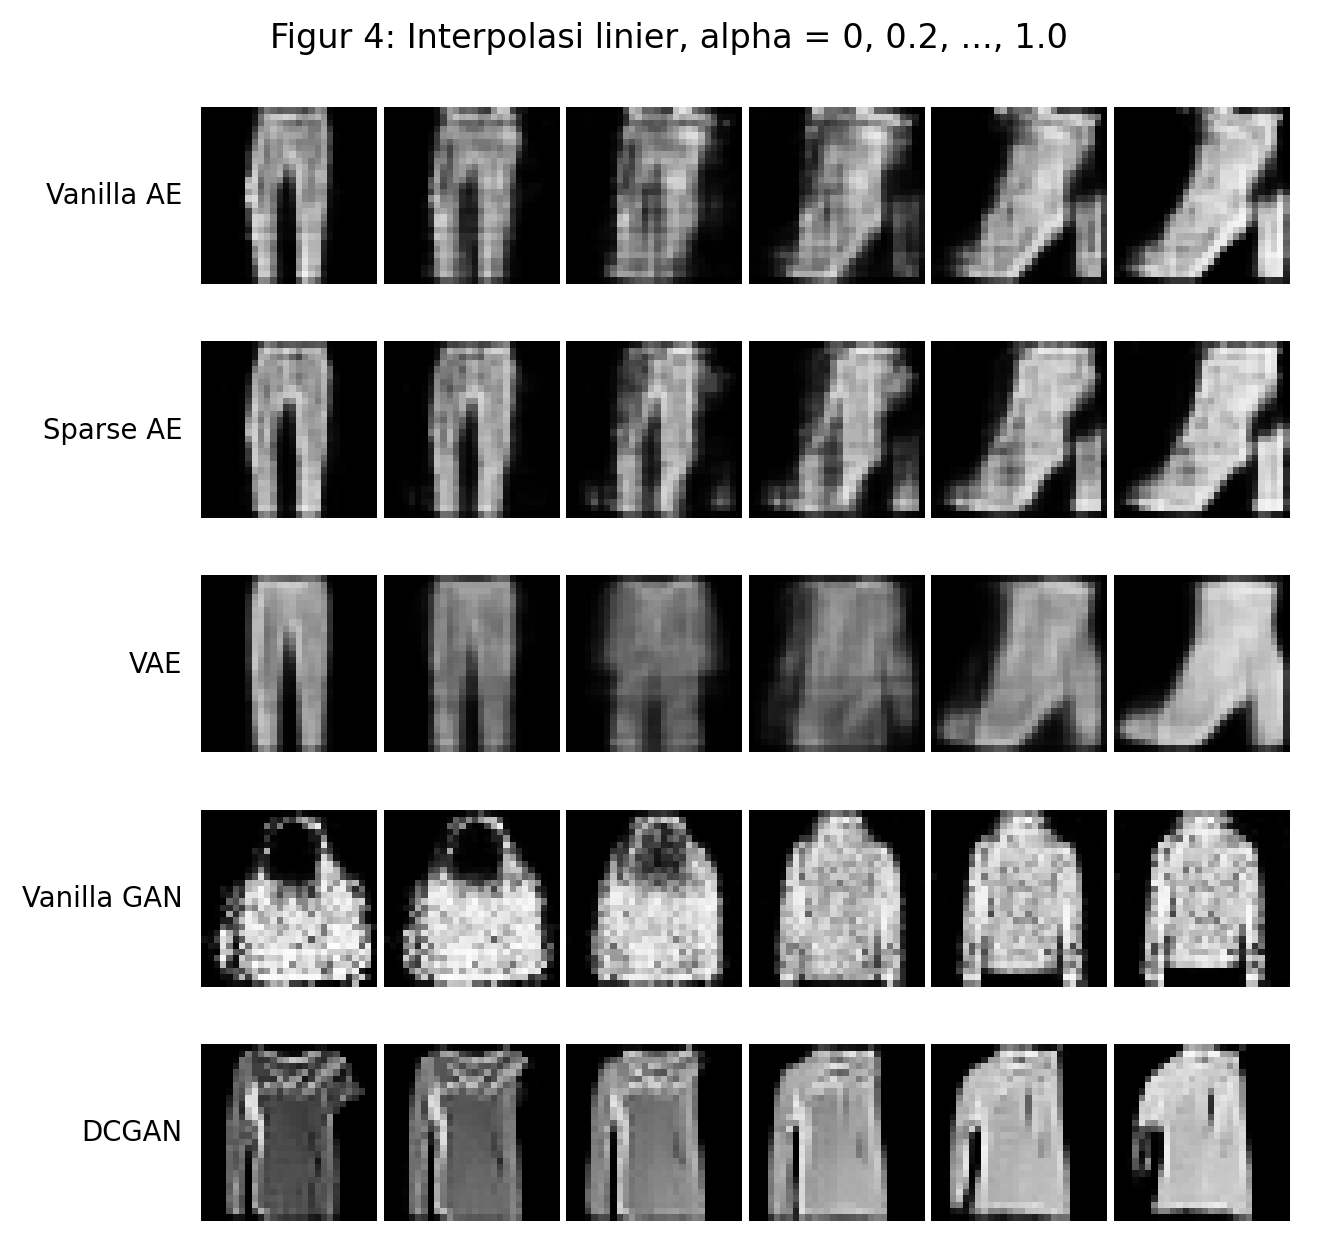 Figur 4: Interpolasi linier, alpha = 0, 0.2, ..., 1.0
Vanilla AE
Sparse AE
VAE
Vanilla GAN
DCGAN